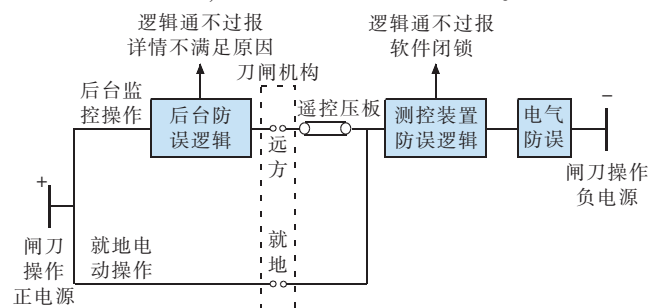 逻辑通不过报
详情不满足原因
逻辑通不过报
软件闭锁
刀闸机构
后台监
控操作
后台防
误逻辑
遥控压板
远
方
测控装置
防误逻辑
电气
防误
−
闸刀操作
负电源
+
闸刀
操作
正电源
就地电
动操作
就
地